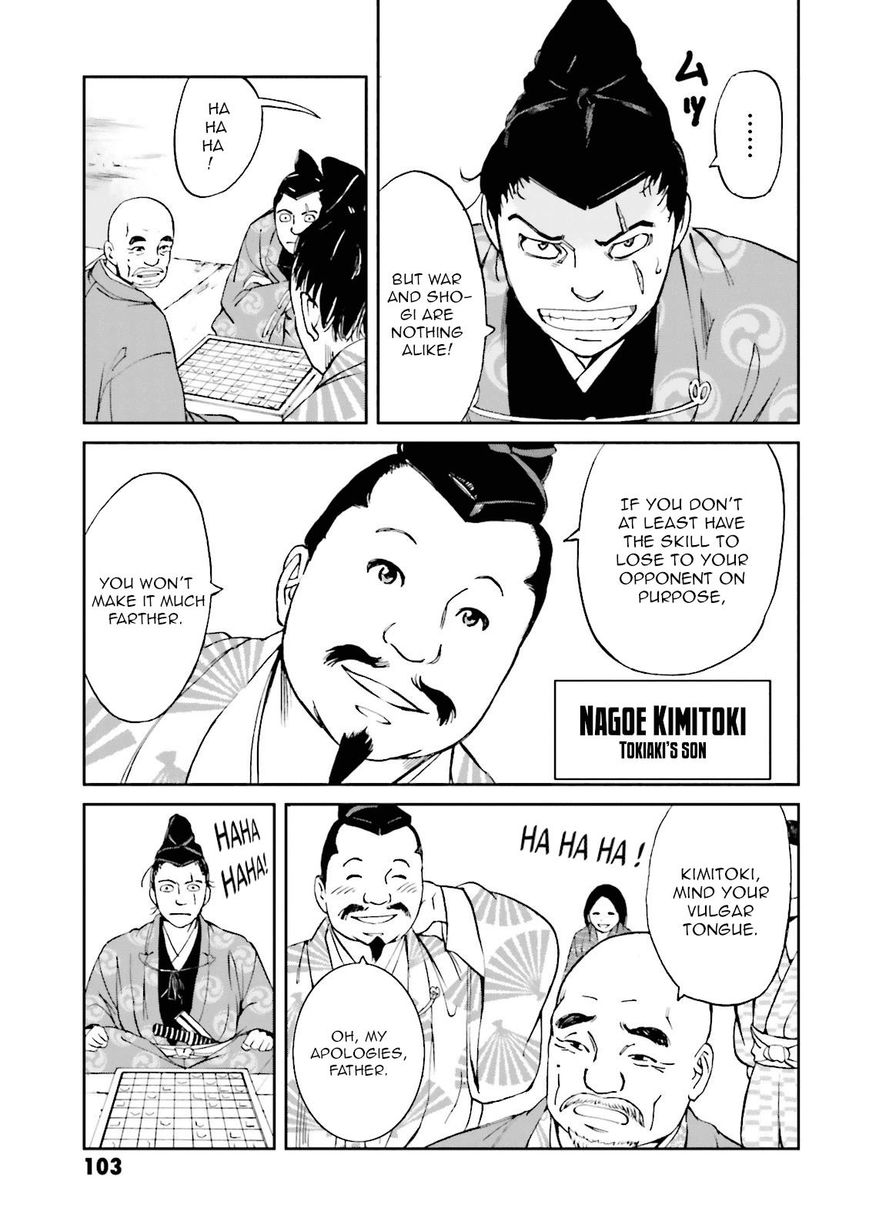 ………
ムッ
BUT WAR
AND SHO-
GI ARE
NOTHING
ALIKE!
HA
HA
HA
!
IF YOU DON'T
AT LEAST HAVE
THE SKILL TO
LOSE TO YOUR
OPPONENT ON
PURPOSE,
YOU WON'T
MAKE IT MUCH
FARTHER.
NAGOE KIMITOKI
TOKIAKI'S SON
KIMITOKI,
MIND YOUR
VULGAR
TONGUE.
HA HA HA !
OH, MY
APOLOGIES,
FATHER.
HAHA
HAHA!
103